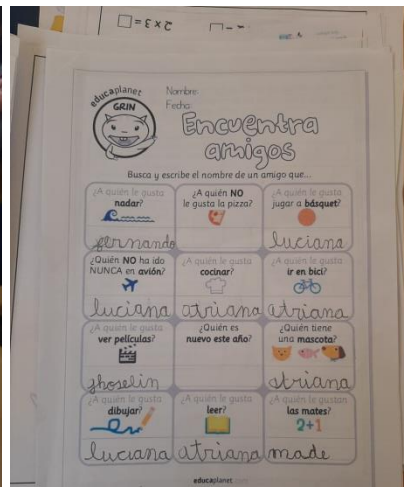 2 x 3 = 
educaplanet
GRIN
Nombre:
Fecha:
Encuentra
amigos
Busca y escribe el nombre de un amigo que...
¿A quién le gusta
nadar?
fernando
¿A quién NO
le gusta la pizza?
¿A quién le gusta
jugar a básquet?
luciana
¿Quién NO ha ido
NUNCA en avión?
luciana
¿A quién le gusta
cocinar?
atriana
¿A quién le gusta
ir en bici?
atriana
¿A quién le gusta
ver películas?
jhoselin
¿Quién es
nuevo este año?
¿Quién tiene
una mascota?
atriana
¿A quién le gusta
dibujar?
luciana
¿A quién le gusta
leer?
atriana
¿A quién le gustan
las mates?
2+1
made
educaplanet